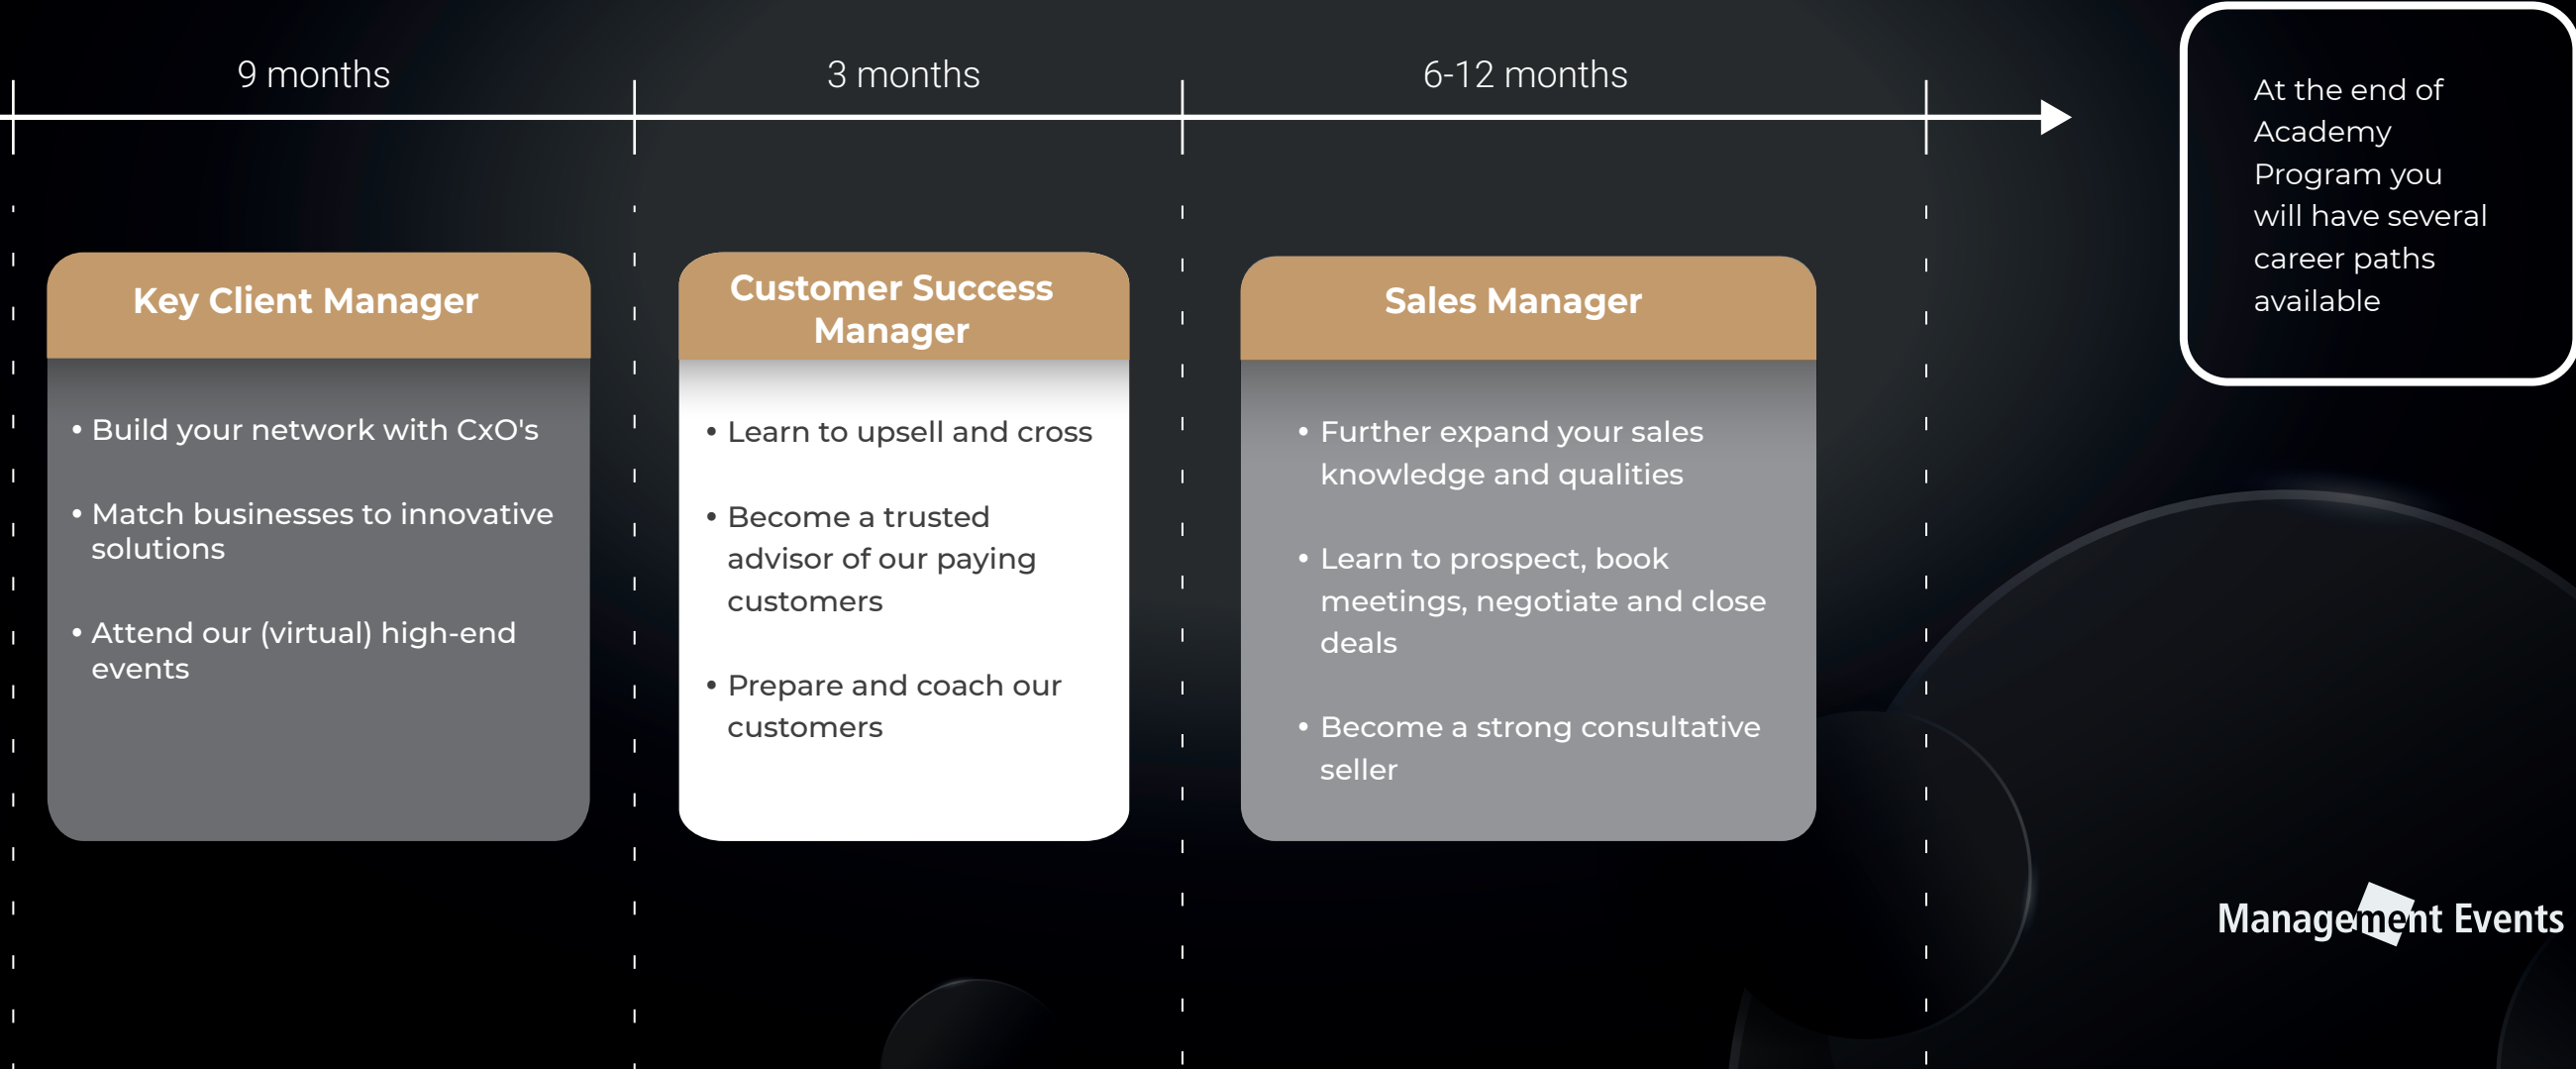 9 months
3 months
6-12 months
At the end of
Academy
Program you
will have several
career paths
available
Key Client Manager
• Build your network with CxO's
• Match businesses to innovative
solutions
• Attend our (virtual) high-end
events
Customer Success
Manager
• Learn to upsell and cross
• Become a trusted
advisor of our paying
customers
• Prepare and coach our
customers
Sales Manager
• Further expand your sales
knowledge and qualities
• Learn to prospect, book
meetings, negotiate and close
deals
• Become a strong consultative
seller
Management Events